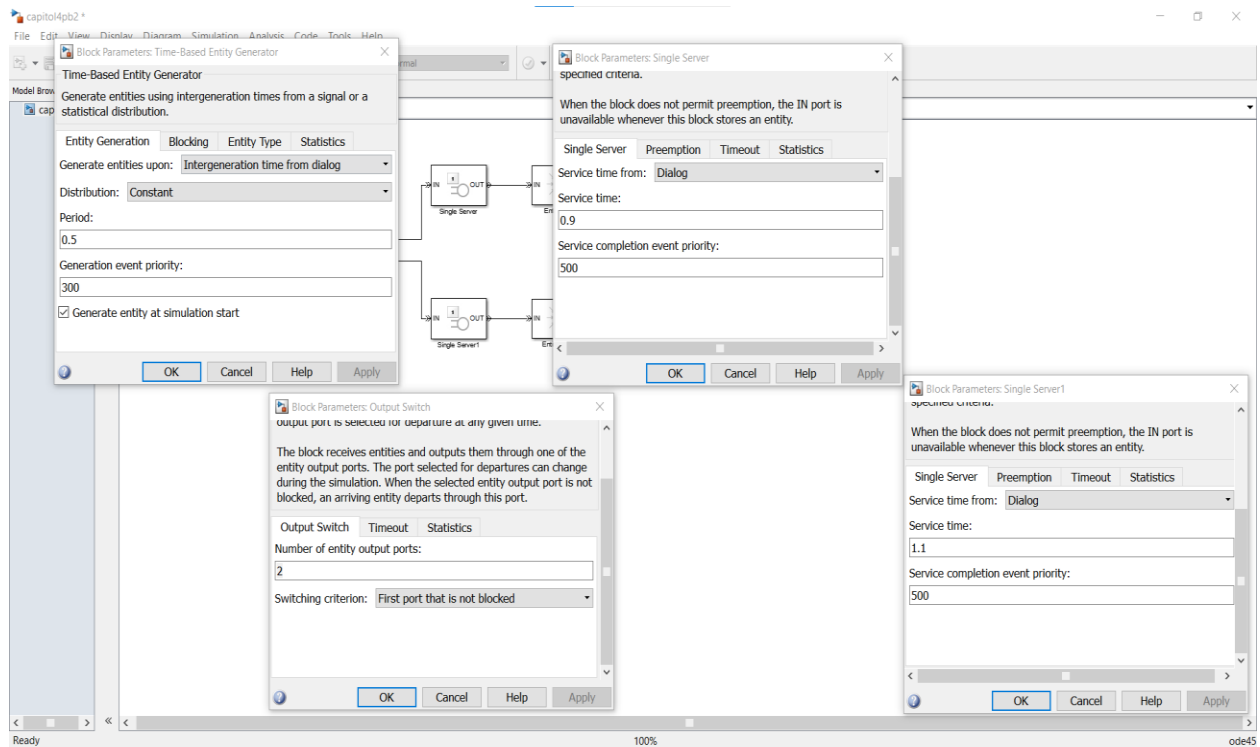 capitol4pb2 *
File Edit View Display Diagram Simulation Analysis Code Tools Help
Model Brow
cap
Block Parameters: Time-Based Entity Generator
Time-Based Entity Generator
Generate entities using intergeneration times from a signal or a
statistical distribution.
Entity Generation Blocking Entity Type Statistics
Generate entities upon: Intergeneration time from dialog
Distribution: Constant
Period:
0.5
Generation event priority:
300
Generate entity at simulation start
OK Cancel Help Apply
rmal
IN 1 OUT
Single Server
IN
En
IN 1 OUT
Single Server1
IN
Ent
Block Parameters: Single Server
specified criteria.
When the block does not permit preemption, the IN port is
unavailable whenever this block stores an entity.
Single Server Preemption Timeout Statistics
Service time from: Dialog
Service time:
0.9
Service completion event priority:
500
OK Cancel Help Apply
Block Parameters: Output Switch
output port is selected for departure at any given time.
The block receives entities and outputs them through one of the
entity output ports. The port selected for departures can change
during the simulation. When the selected entity output port is not
blocked, an arriving entity departs through this port.
Output Switch Timeout Statistics
Number of entity output ports:
2
Switching criterion: First port that is not blocked
OK Cancel Help Apply
Block Parameters: Single Server1
specified criteria.
When the block does not permit preemption, the IN port is
unavailable whenever this block stores an entity.
Single Server Preemption Timeout Statistics
Service time from: Dialog
Service time:
1.1
Service completion event priority:
500
OK Cancel Help Apply
Ready 100% ode45